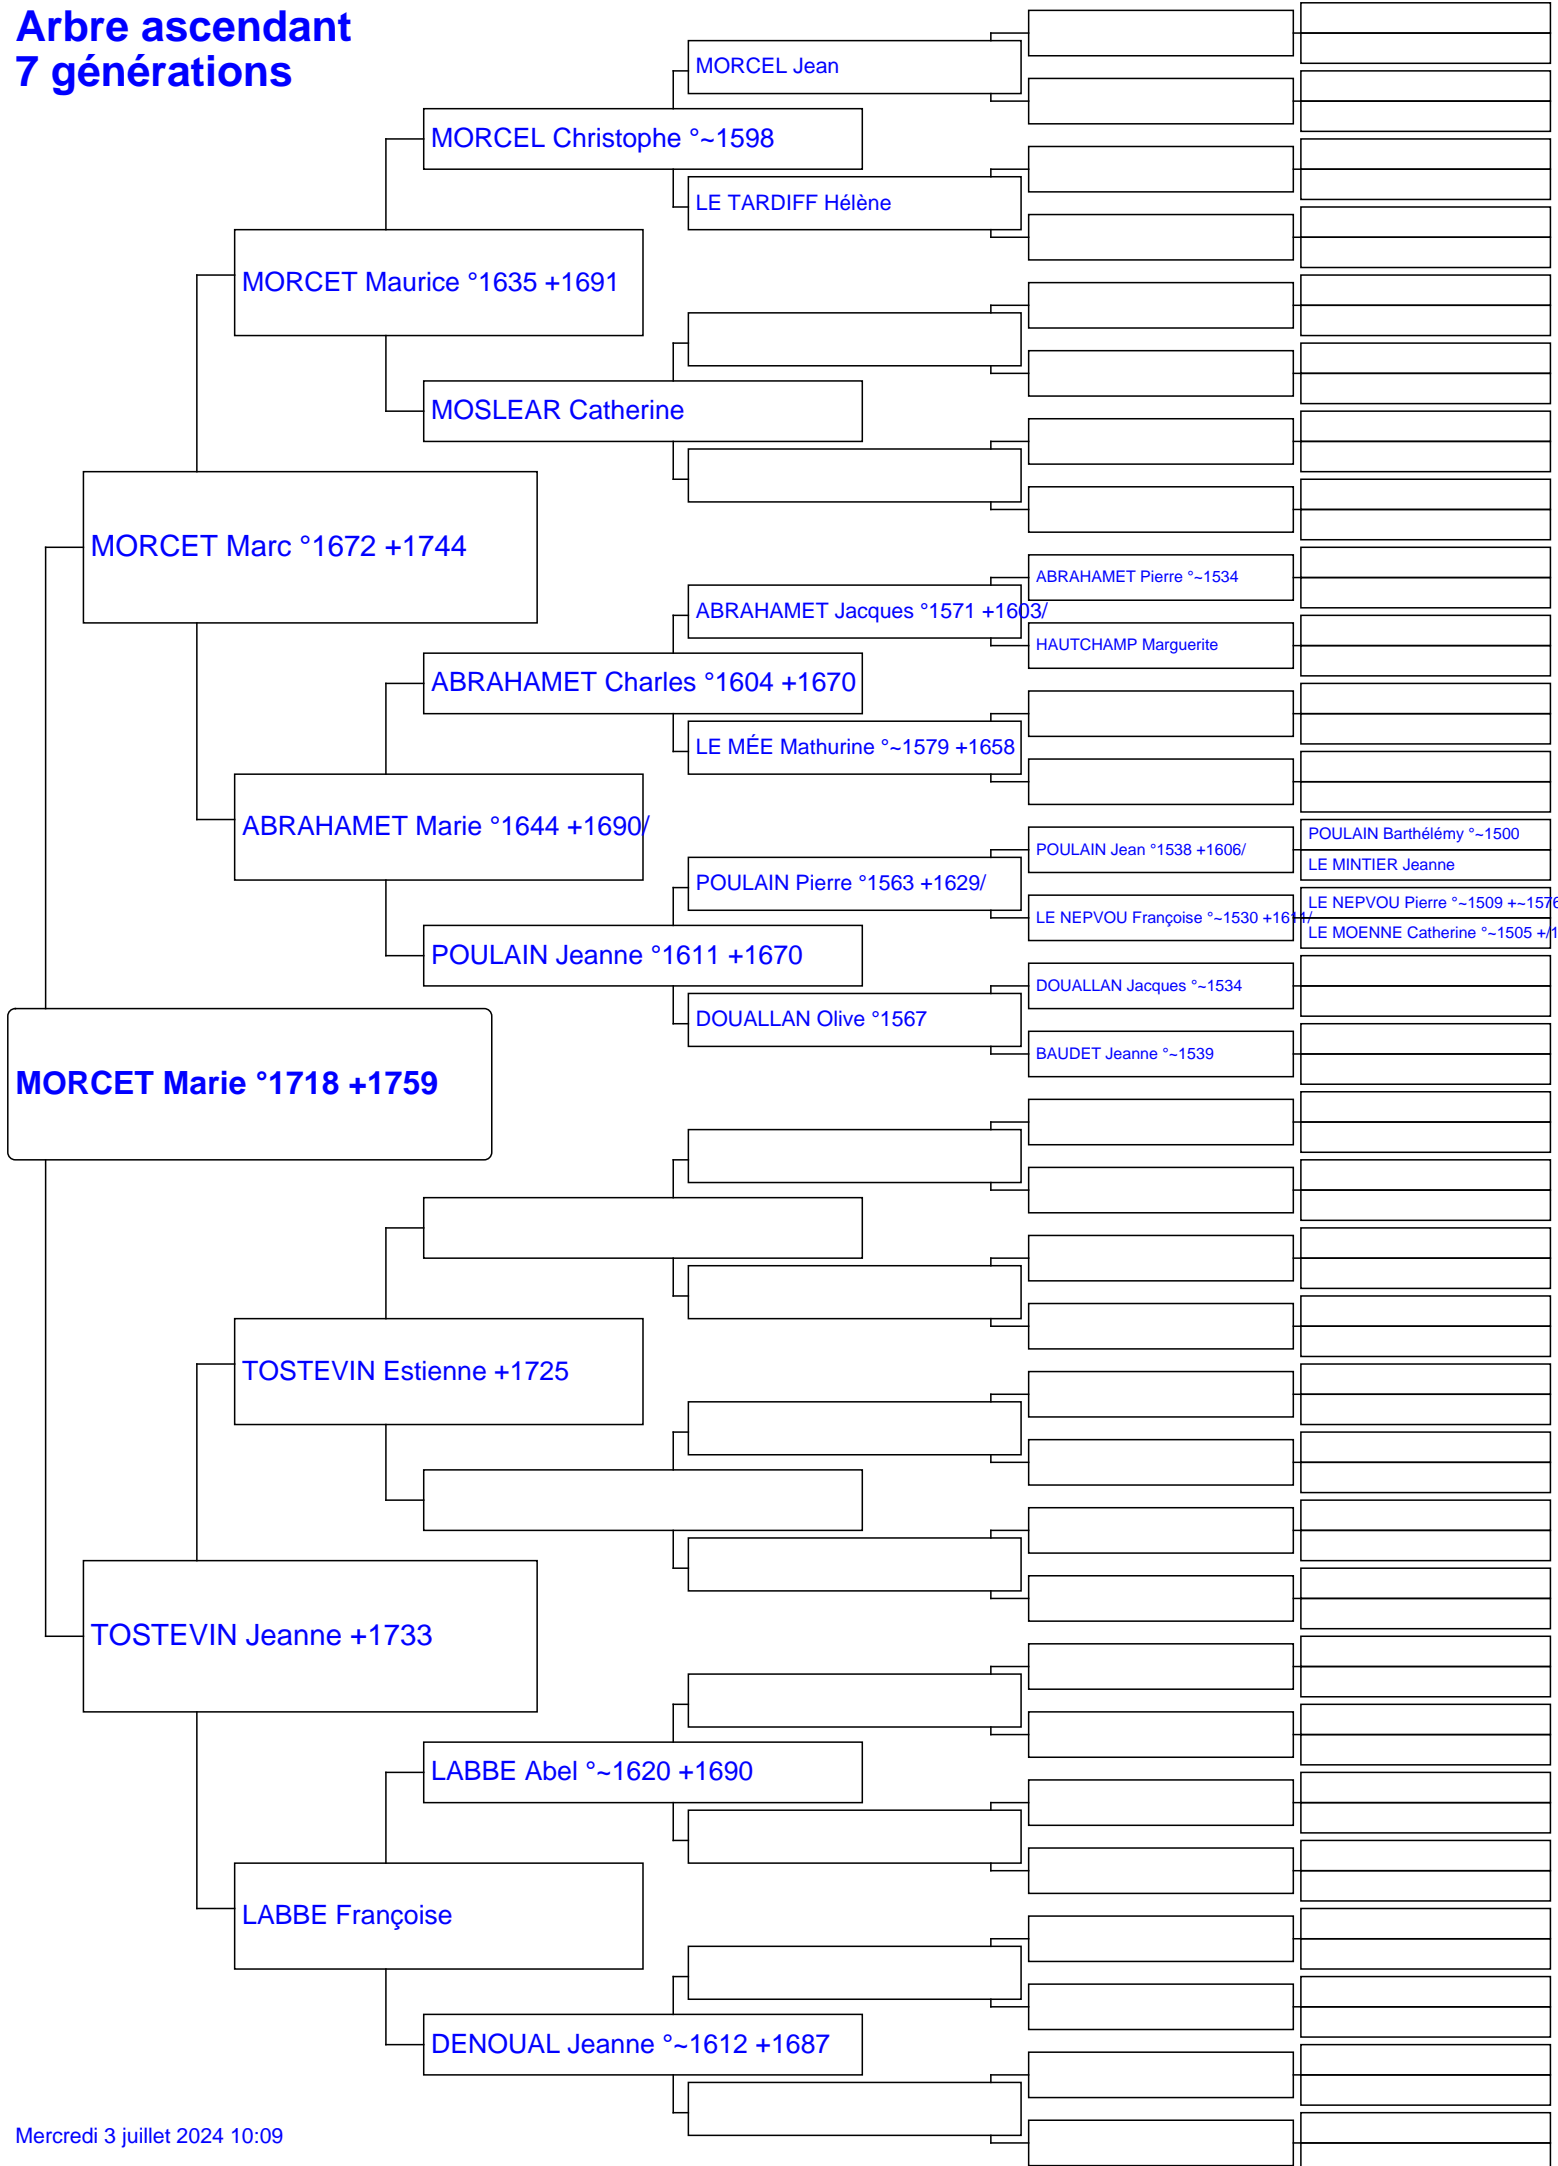 Arbre ascendant
7 générations
MORCEL Jean
MORCEL Christophe °~1598
LE TARDIFF Hélène
MORCET Maurice °1635 +1691
MOSLEAR Catherine
MORCET Marc °1672 +1744
ABRAHAMET Pierre °~1534
ABRAHAMET Jacques °1571 +1603/
HAUTCHAMP Marguerite
ABRAHAMET Charles °1604 +1670
LE MÉE Mathurine °~1579 +1658
ABRAHAMET Marie °1644 +1690/
POULAIN Barthélémy °~1500
POULAIN Jean °1538 +1606/
LE MINTIER Jeanne
POULAIN Pierre °1563 +1629/
LE NEPVOU Pierre °~1509 +~1576
LE NEPVOU Françoise °~1530 +1611/
LE MOENNE Catherine °~1505 +/1
POULAIN Jeanne °1611 +1670
DOUALLAN Jacques °~1534
DOUALLAN Olive °1567
BAUDET Jeanne °~1539
MORCET Marie °1718 +1759
TOSTEVIN Estienne +1725
TOSTEVIN Jeanne +1733
LABBE Abel °~1620 +1690
LABBE Françoise
DENOUAL Jeanne °~1612 +1687
Mercredi 3 juillet 2024 10:09